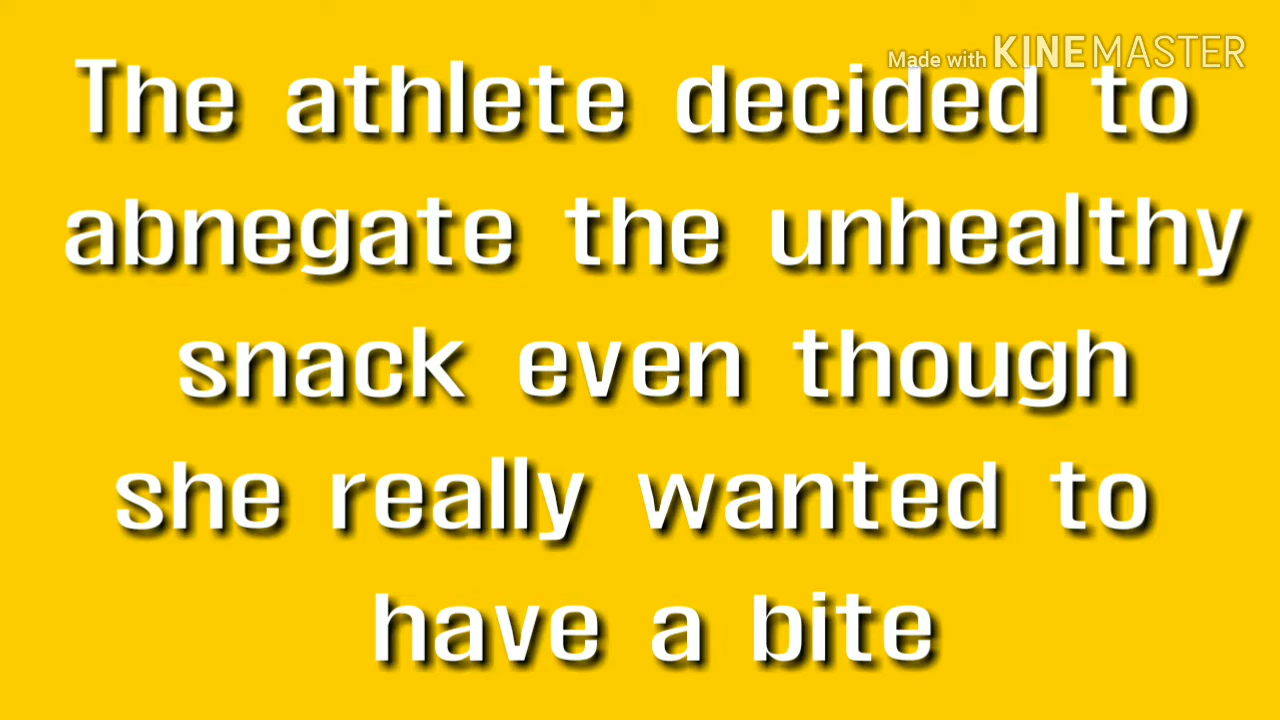 Made with KINEMASTER
The athlete decided to
abnegate the unhealthy
snack even though
she really wanted to
have a bite